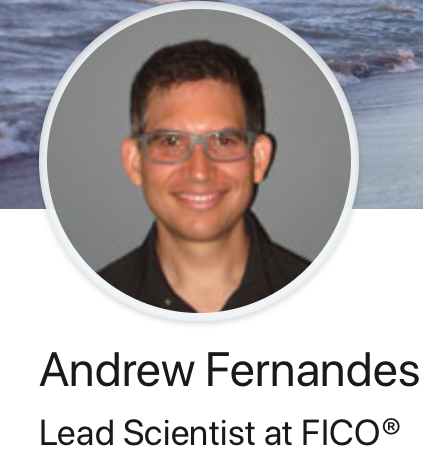 Andrew Fernandes
Lead Scientist at FICO®